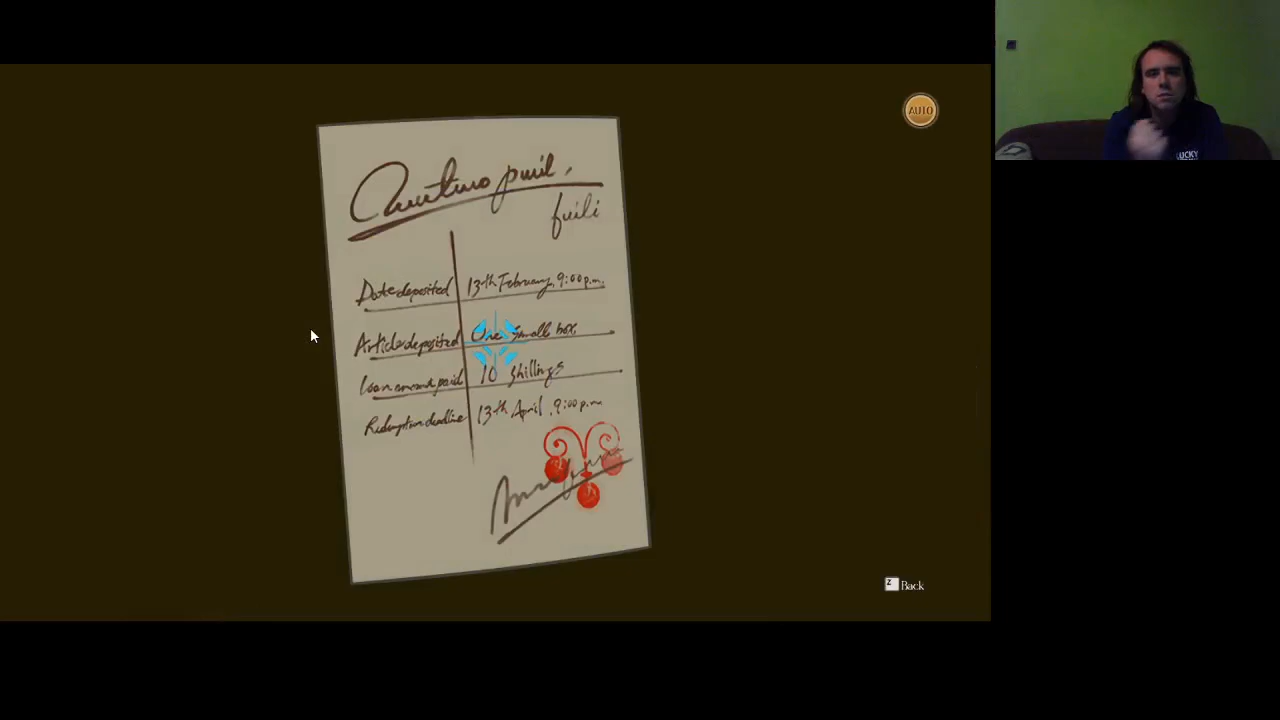 AUTO
Date deposited 13th February, 9:00 p.m.
Article deposited One small box
Loan amount paid 10 shillings
Redemption deadline 13th April, 9:00 p.m.
Z Back
LUCKY